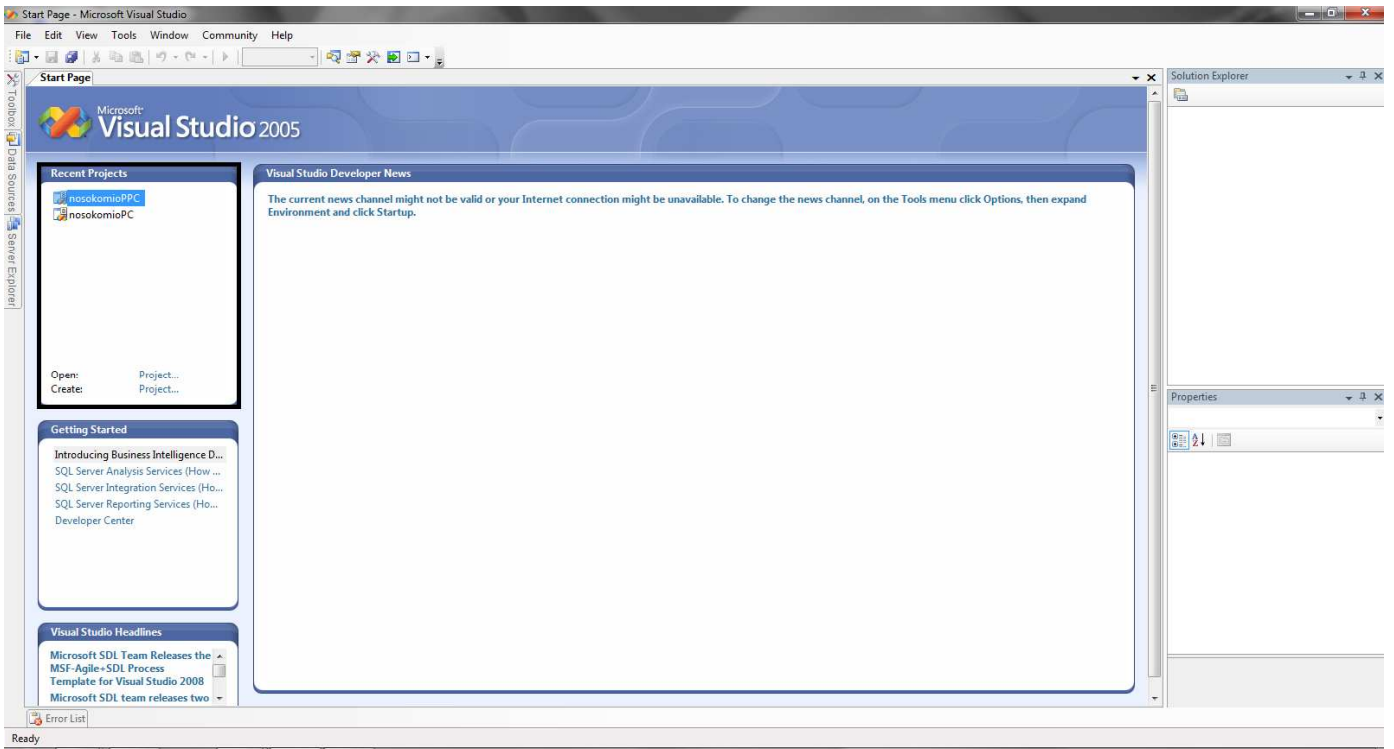 Start Page - Microsoft Visual Studio
File Edit View Tools Window Community Help
Start Page
Toolbox
Data Sources
Server Explorer
Microsoft
Visual Studio 2005
Recent Projects
nosokomioPPC
nosokomioPC
Open: Project...
Create: Project...
Getting Started
Introducing Business Intelligence D...
SQL Server Analysis Services (How ...
SQL Server Integration Services (Ho...
SQL Server Reporting Services (Ho...
Developer Center
Visual Studio Headlines
Microsoft SDL Team Releases the
MSF-Agile+SDL Process
Template for Visual Studio 2008
Microsoft SDL team releases two
Visual Studio Developer News
The current news channel might not be valid or your Internet connection might be unavailable. To change the news channel, on the Tools menu click Options, then expand
Environment and click Startup.
Solution Explorer
Properties
Error List
Ready